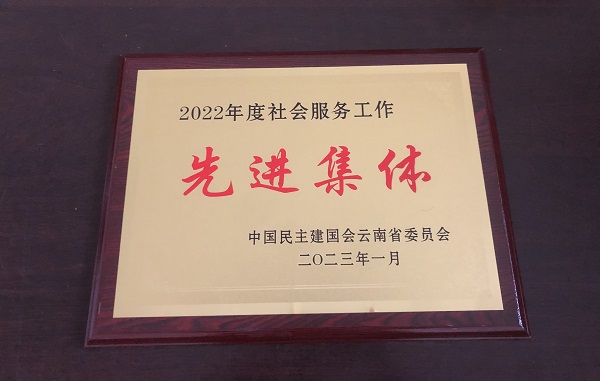 2022年度社会服务工作
先进集体
中国民主建国会云南省委员会
二〇二三年一月